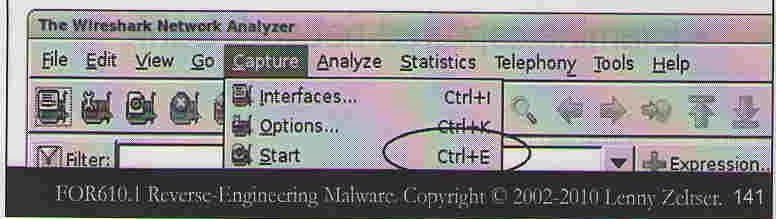 The Wireshark Network Analyzer
File Edit View Go Capture Analyze Statistics Telephony Tools Help
Interfaces... Ctrl+I
Options... Ctrl+K
Start Ctrl+E
Filter: Expression..
FOR610.1 Reverse-Engineering Malware. Copyright © 2002-2010 Lenny Zeltser. 141